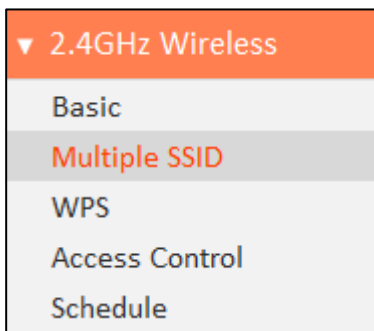 2.4GHz Wireless
Basic
Multiple SSID
WPS
Access Control
Schedule